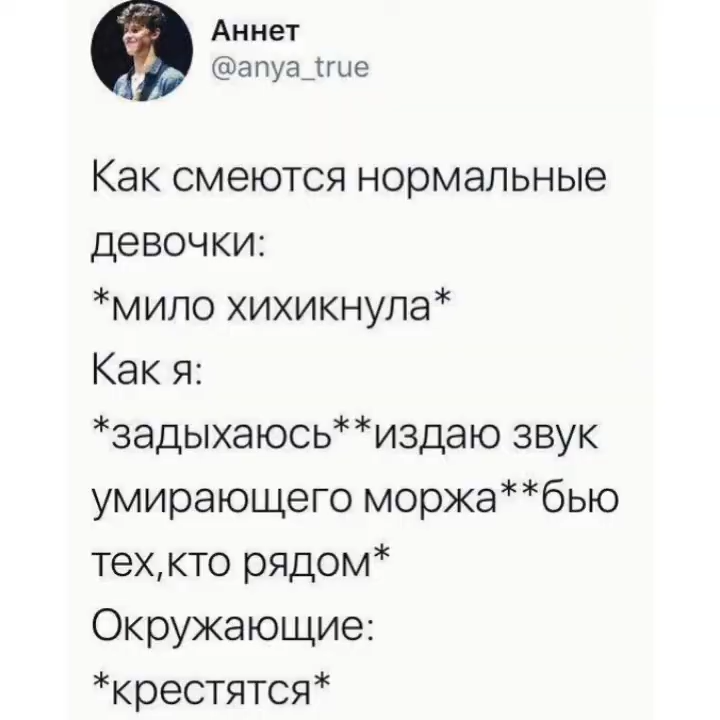 Аннет
@anya_true
Как смеются нормальные
девочки:
*мило хихикнула*
Как я:
*задыхаюсь**издаю звук
умирающего моржа**бью
тех,кто рядом*
Окружающие:
*крестятся*